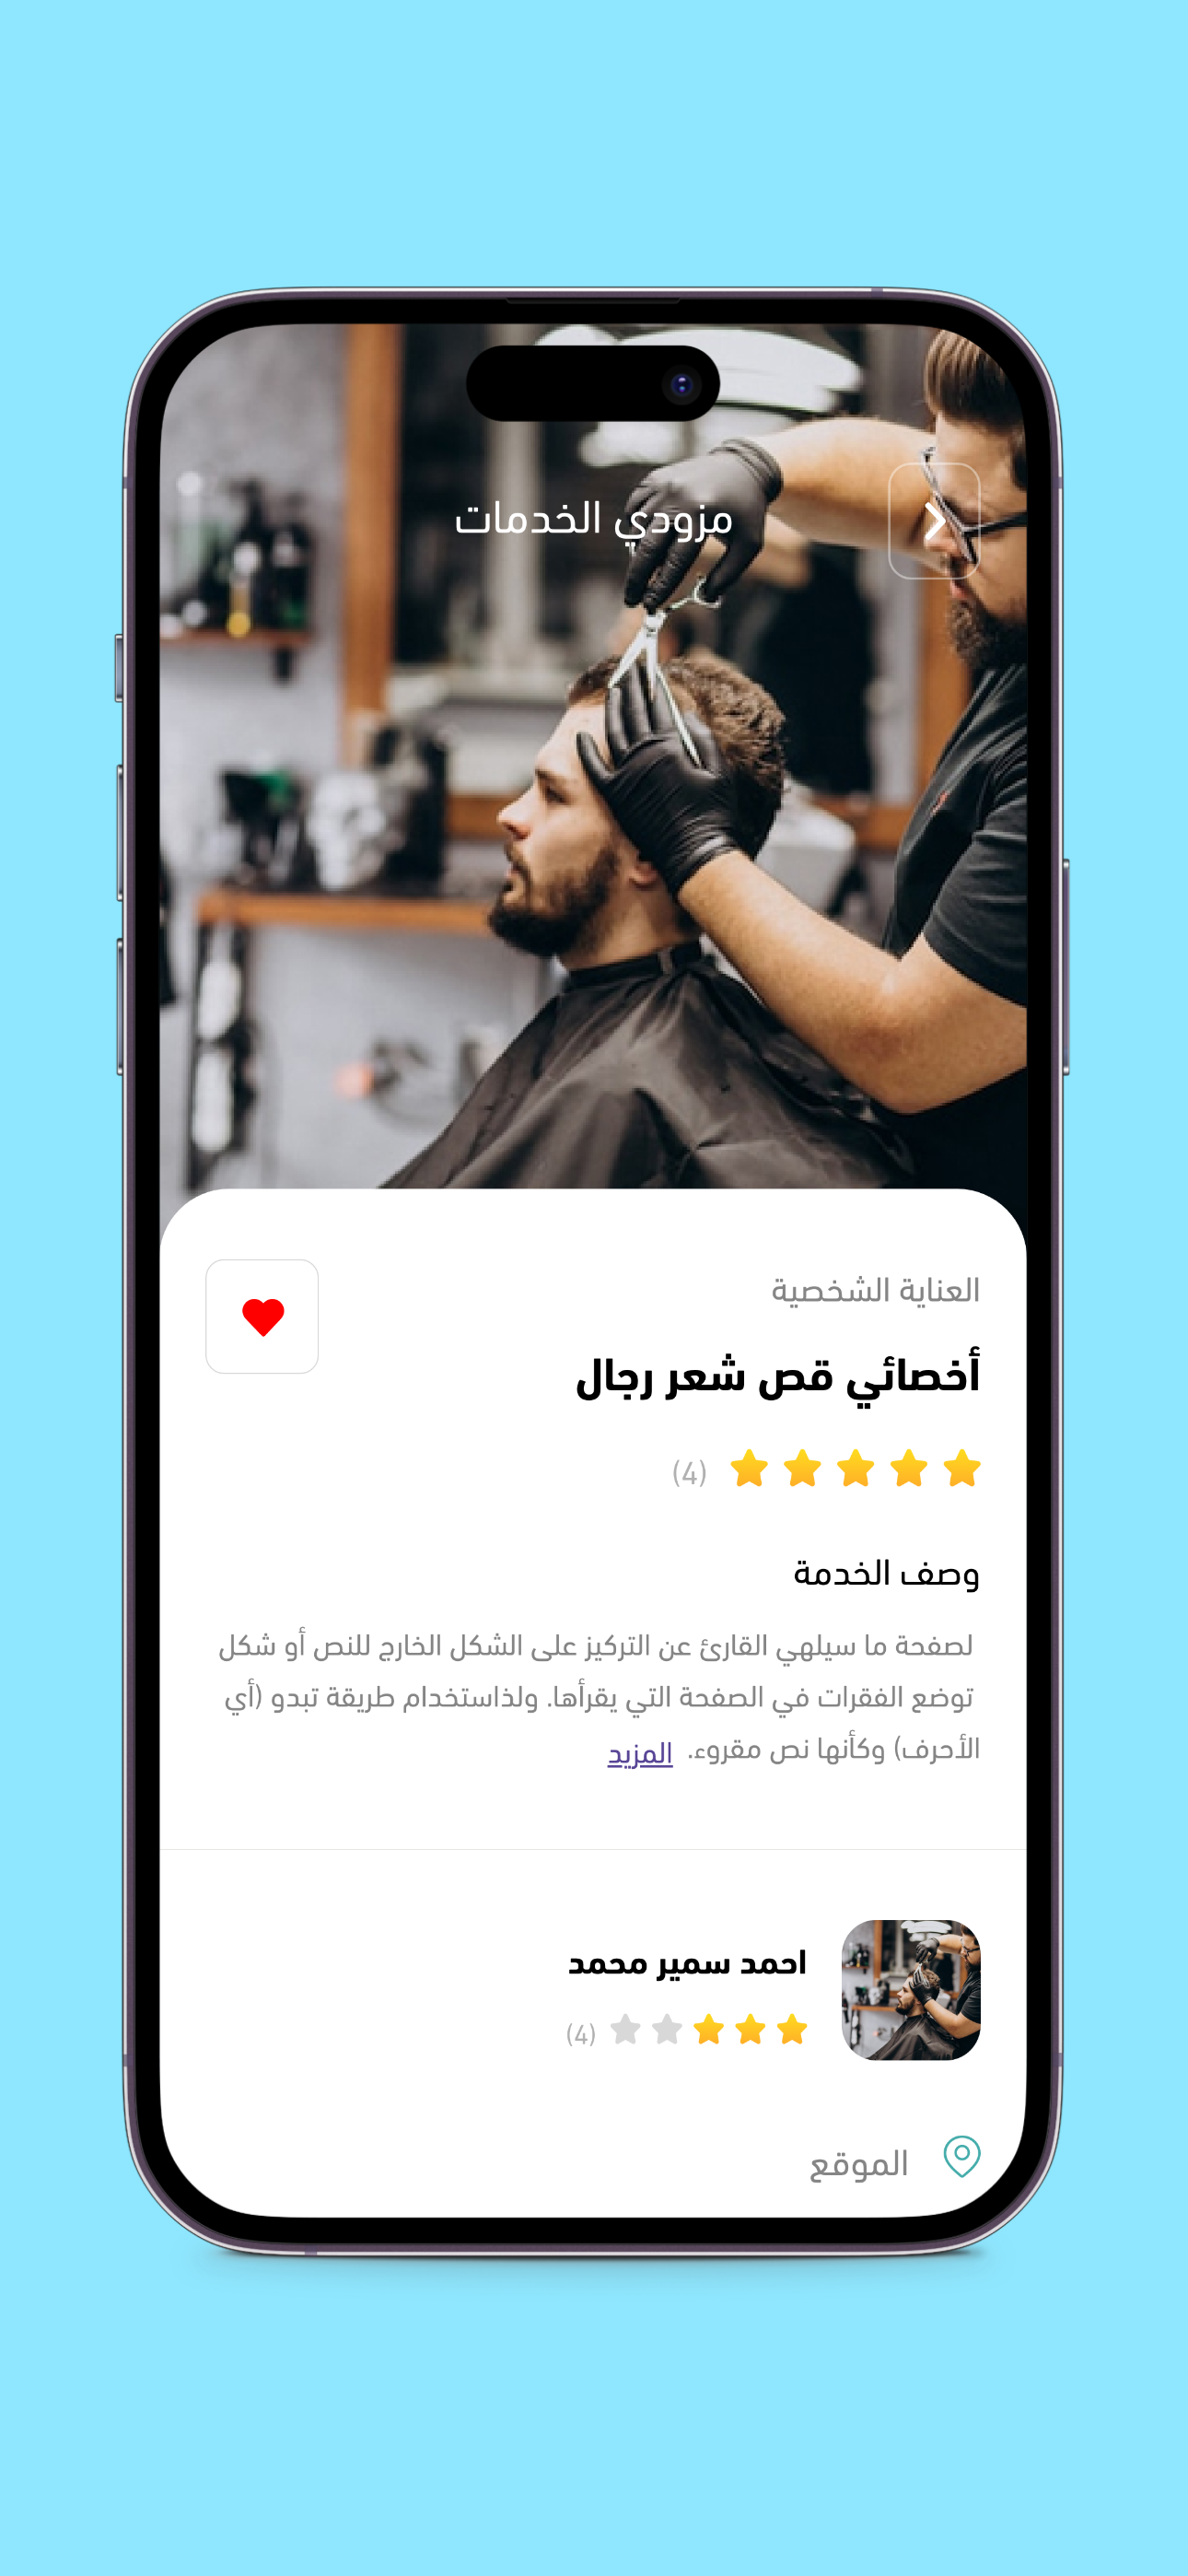 مزودي الخدمات
العناية الشخصية
أخصائي قص شعر رجال
(4)
وصف الخدمة
لصفحة ما سيلهي القارئ عن التركيز على الشكل الخارج للنص أو شكل
توضع الفقرات في الصفحة التي يقرأها. ولذاستخدام طريقة تبدو (أي
الأحرف) وكأنها نص مقروء. المزيد
احمد سمير محمد
(4)
الموقع